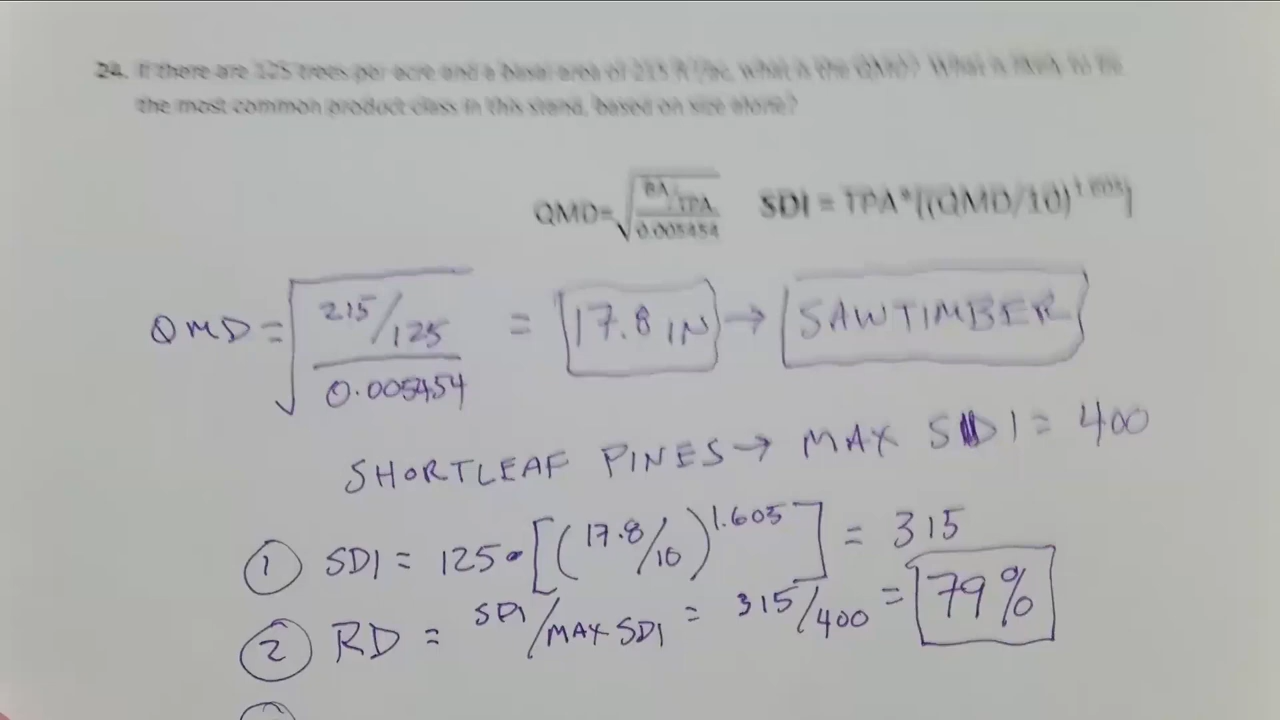 24. If there are 125 trees per acre and a basal area of 215 ft²/ac, what is the QMD? What is likely to be
the most common product class in this stand, based on size alone?
QMD=√((BA/TPA)/0.005454) SDI = TPA*[(QMD/10)^1.605]
QMD = √((215/125)/0.005454) = 17.8 IN → SAWTIMBER
SHORTLEAF PINES → MAX SDI = 400
① SDI = 125 • [(17.8/10)^1.605] = 315
② RD = SDI/MAX SDI = 315/400 = 79%